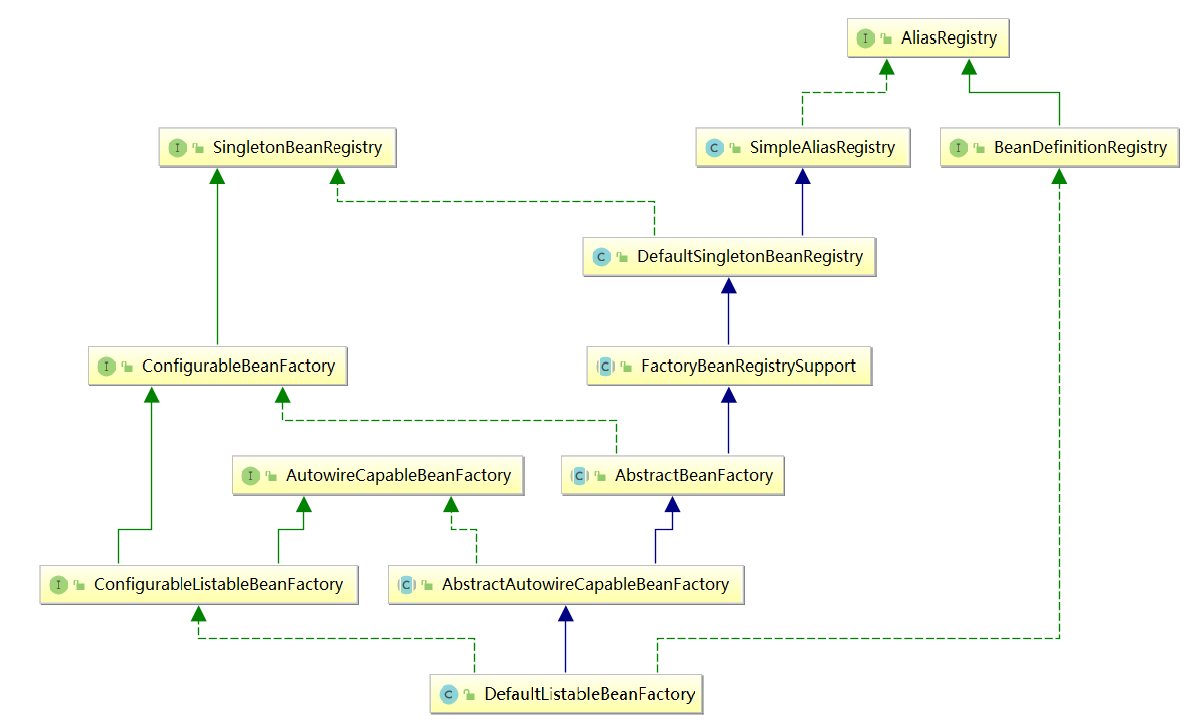 AliasRegistry
SingletonBeanRegistry
SimpleAliasRegistry
BeanDefinitionRegistry
DefaultSingletonBeanRegistry
ConfigurableBeanFactory
FactoryBeanRegistrySupport
AutowireCapableBeanFactory
AbstractBeanFactory
ConfigurableListableBeanFactory
AbstractAutowireCapableBeanFactory
DefaultListableBeanFactory